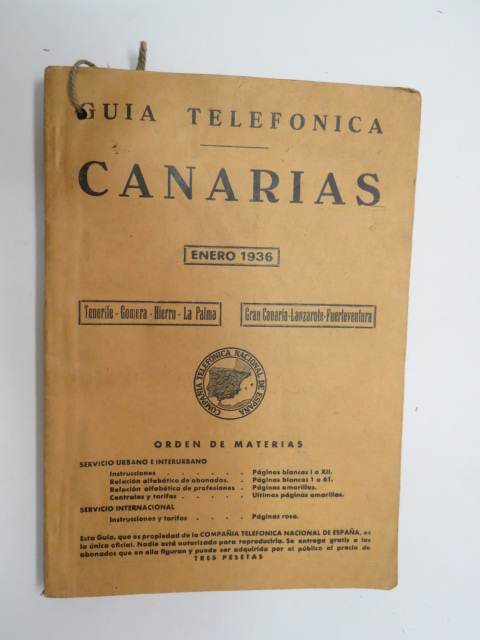 GUIA TELEFONICA
CANARIAS
ENERO 1936
Tenerife - Gomera - Hierro - La Palma
Gran Canaria-Lanzarote-Fuerteventura
COMPAÑIA TELEFONICA NACIONAL DE ESPAÑA
ORDEN DE MATERIAS
SERVICIO URBANO E INTERURBANO
Instrucciones . . . . . . . Páginas blancas I a XII.
Relación alfabética de abonados. . Páginas blancas 1 a 61.
Relación alfabética de profesiones . Páginas amarillas.
Centrales y tarifas . . . . . Ultimas páginas amarillas.
SERVICIO INTERNACIONAL
Instrucciones y tarifas . . . . . Páginas rosa.
Esta Guía, que es propiedad de la COMPAÑIA TELEFONICA NACIONAL DE ESPAÑA, es
la única oficial. Nadie está autorizado para reproducirla. Se entrega gratis a los
abonados que en ella figuran y puede ser adquirida por el público al precio de
TRES PESETAS